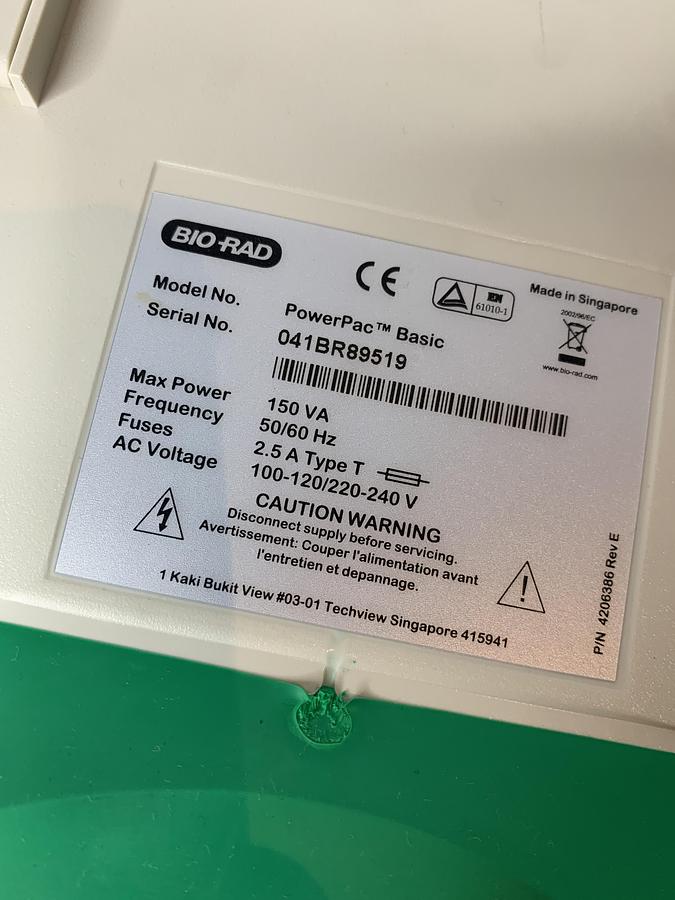 BIO-RAD
CE
EN
61010-1
Made in Singapore
2002/96/EC
www.bio-rad.com
Model No. PowerPac™ Basic
Serial No. 041BR89519
Max Power 150 VA
Frequency 50/60 Hz
Fuses 2.5 A Type T
AC Voltage 100-120/220-240 V
CAUTION WARNING
Disconnect supply before servicing.
Avertissement: Couper l'alimentation avant
l'entretien et depannage.
1 Kaki Bukit View #03-01 Techview Singapore 415941
P/N 4206386 Rev E